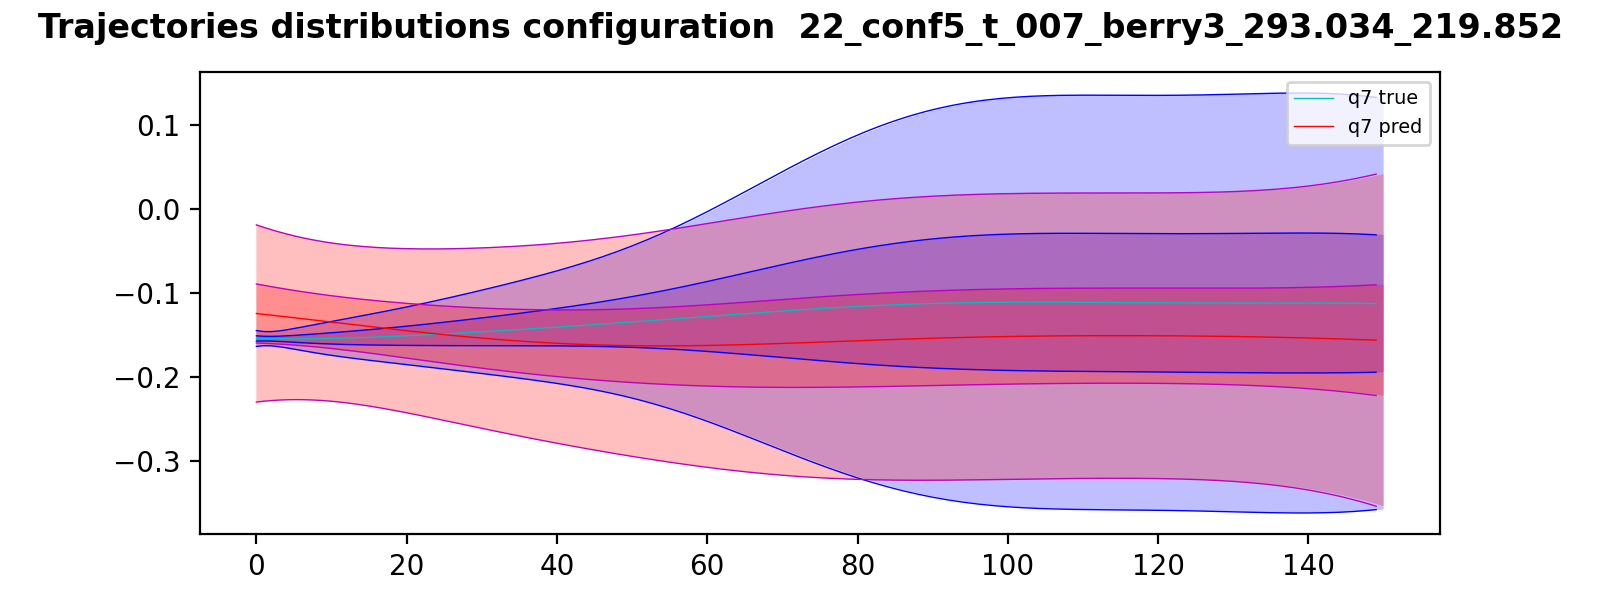 Trajectories distributions configuration  22_conf5_t_007_berry3_293.034_219.852
q7 true
q7 pred
0.1
0.0
−0.1
−0.2
−0.3
0 20 40 60 80 100 120 140